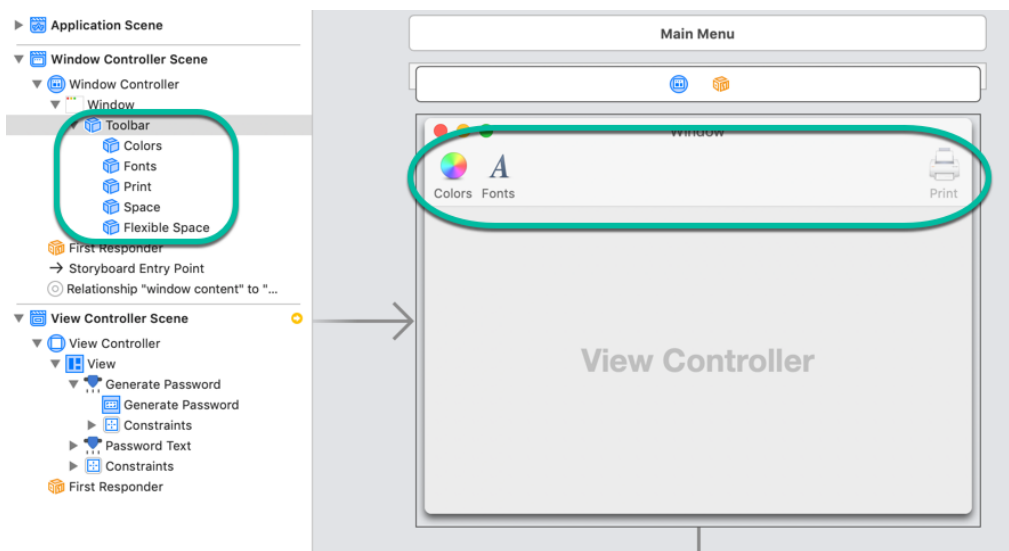 Application Scene
Window Controller Scene
Window Controller
Window
Toolbar
Colors
Fonts
Print
Space
Flexible Space
First Responder
Storyboard Entry Point
Relationship "window content" to "...
View Controller Scene
View Controller
View
Generate Password
Generate Password
Constraints
Password Text
Constraints
First Responder
Main Menu
Window
A
Colors Fonts Print
View Controller